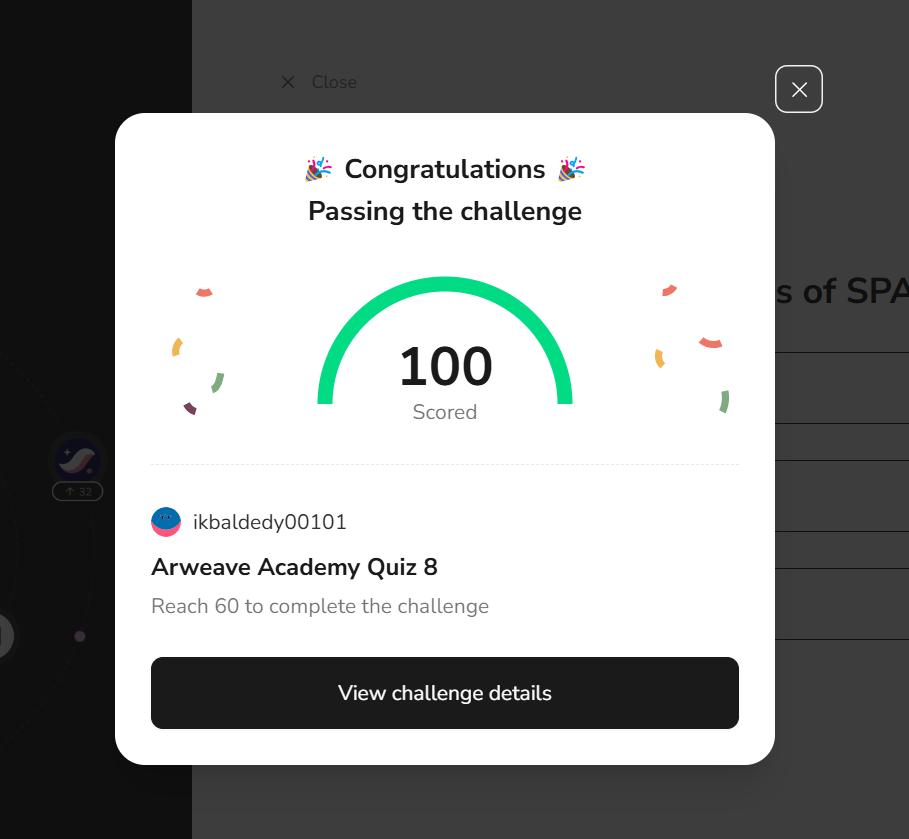 Close
🎉 Congratulations 🎉
Passing the challenge
s of SPA
100
Scored
32
ikbaldedy00101
Arweave Academy Quiz 8
Reach 60 to complete the challenge
View challenge details